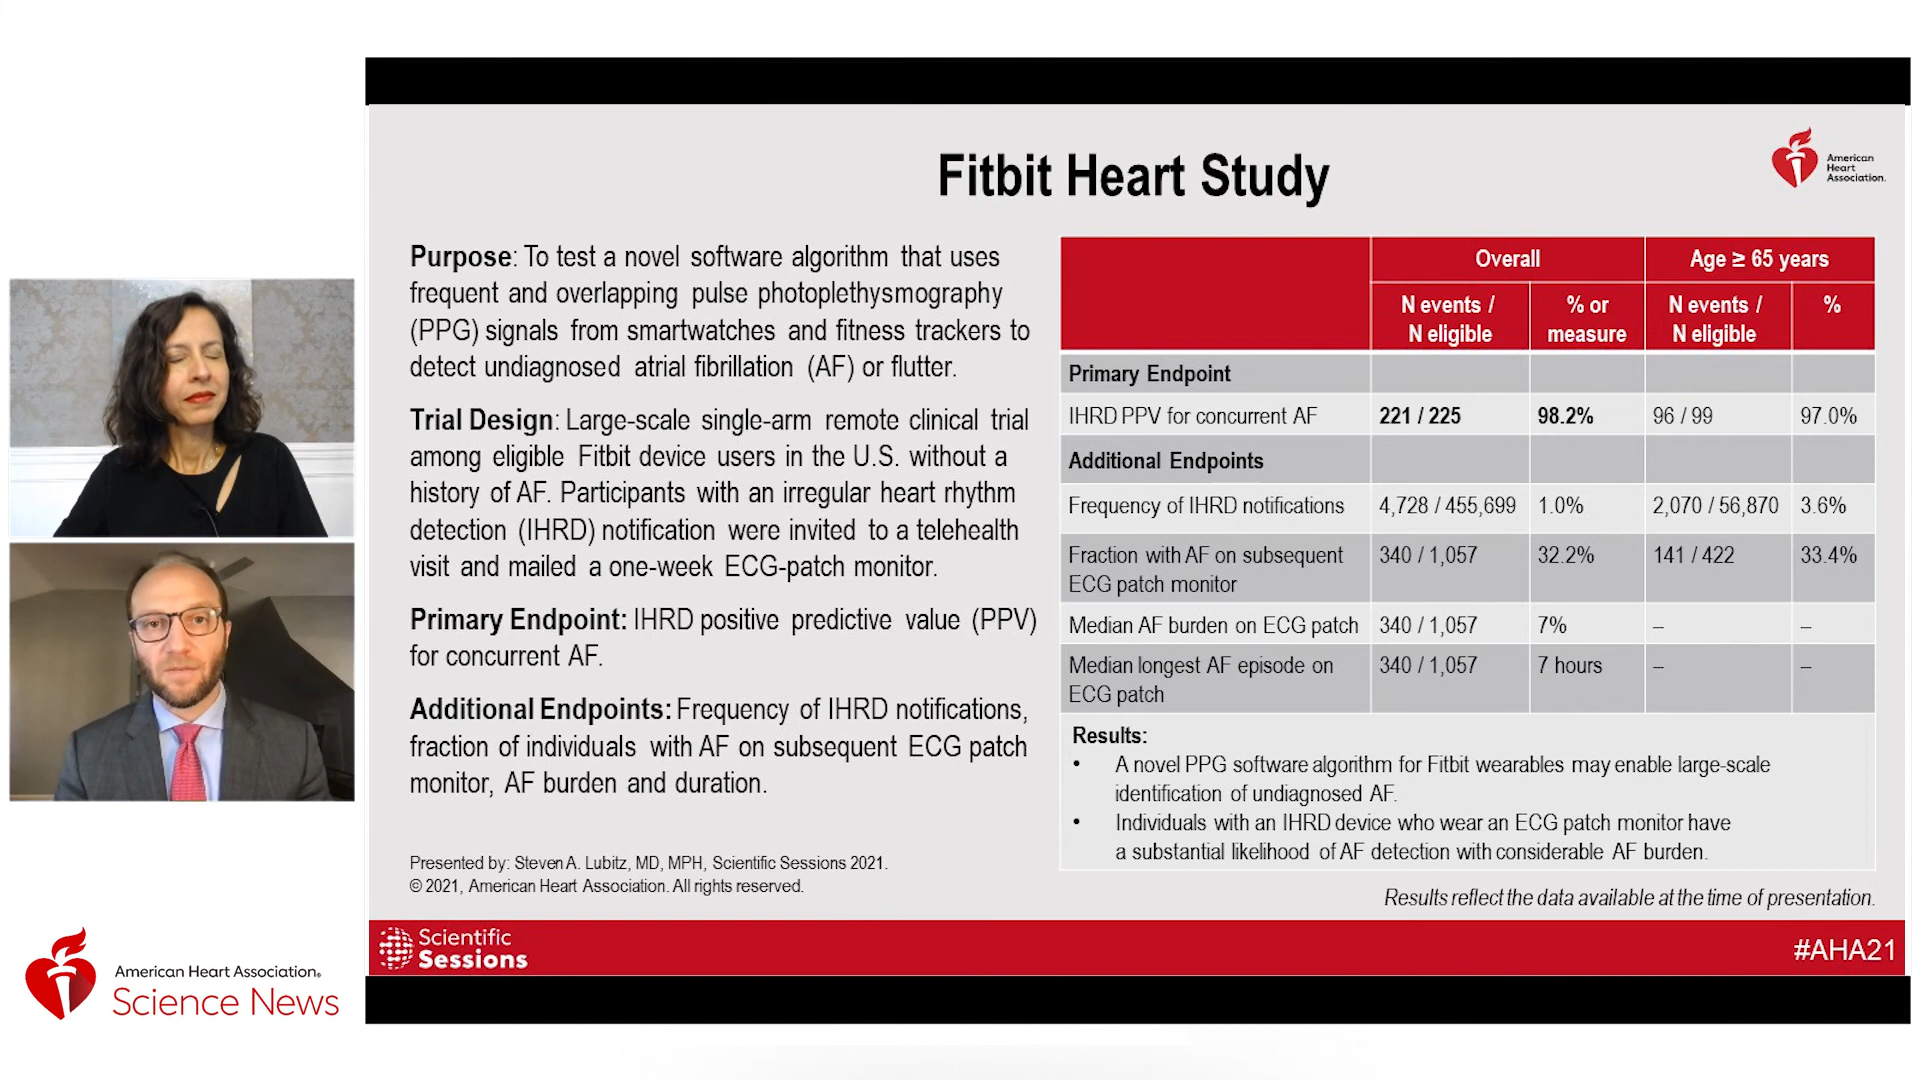 Fitbit Heart Study
American
Heart
Association.
Purpose: To test a novel software algorithm that uses
frequent and overlapping pulse photoplethysmography
(PPG) signals from smartwatches and fitness trackers to
detect undiagnosed atrial fibrillation (AF) or flutter.
Trial Design: Large-scale single-arm remote clinical trial
among eligible Fitbit device users in the U.S. without a
history of AF. Participants with an irregular heart rhythm
detection (IHRD) notification were invited to a telehealth
visit and mailed a one-week ECG-patch monitor.
Primary Endpoint: IHRD positive predictive value (PPV)
for concurrent AF.
Additional Endpoints: Frequency of IHRD notifications,
fraction of individuals with AF on subsequent ECG patch
monitor, AF burden and duration.
Presented by: Steven A. Lubitz, MD, MPH, Scientific Sessions 2021.
© 2021, American Heart Association. All rights reserved.
Overall Age ≥ 65 years
N events / N eligible % or measure N events / N eligible %
Primary Endpoint
IHRD PPV for concurrent AF 221 / 225 98.2% 96 / 99 97.0%
Additional Endpoints
Frequency of IHRD notifications 4,728 / 455,699 1.0% 2,070 / 56,870 3.6%
Fraction with AF on subsequent ECG patch monitor 340 / 1,057 32.2% 141 / 422 33.4%
Median AF burden on ECG patch 340 / 1,057 7% – –
Median longest AF episode on ECG patch 340 / 1,057 7 hours – –
Results:
• A novel PPG software algorithm for Fitbit wearables may enable large-scale
identification of undiagnosed AF.
• Individuals with an IHRD device who wear an ECG patch monitor have
a substantial likelihood of AF detection with considerable AF burden.
Results reflect the data available at the time of presentation.
Scientific
Sessions
#AHA21
American Heart Association®
Science News